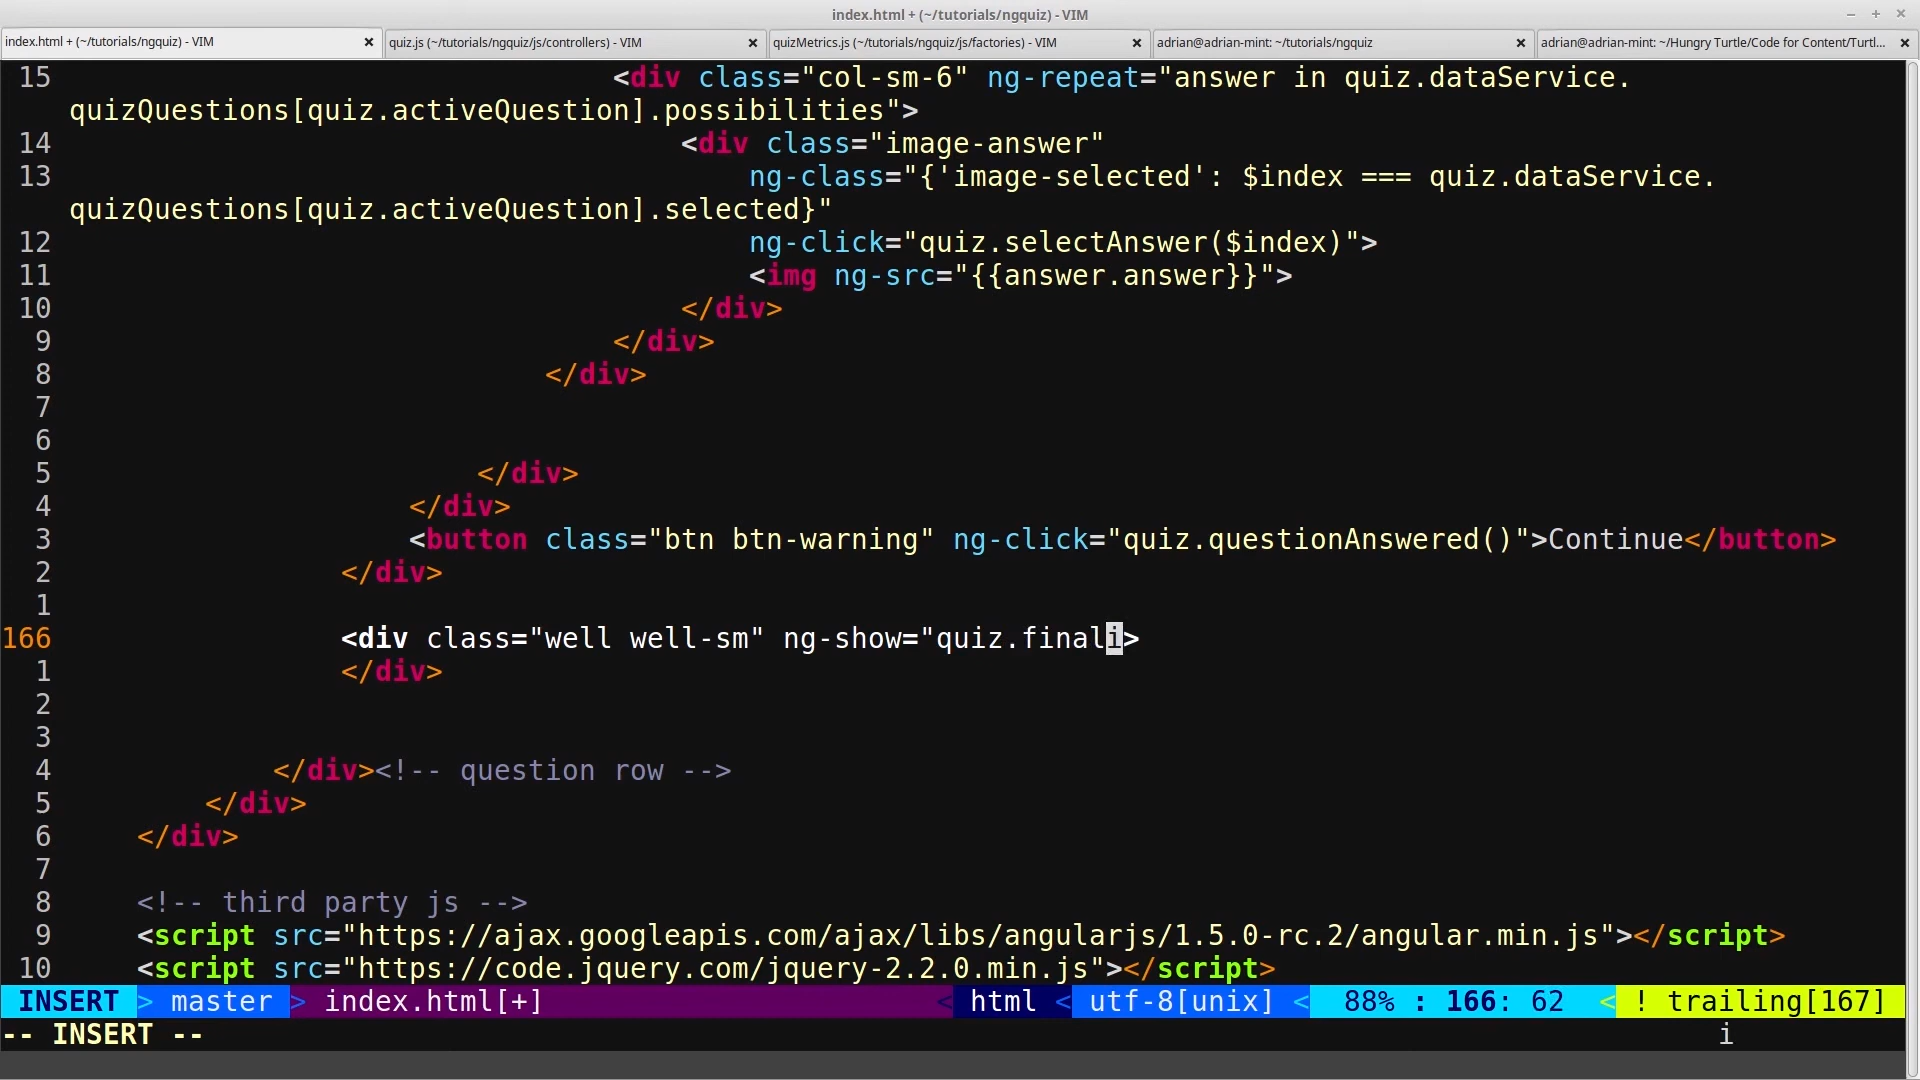 index.html + (~/tutorials/ngquiz) - VIM
index.html + (~/tutorials/ngquiz) - VIM
quiz.js (~/tutorials/ngquiz/js/controllers) - VIM
quizMetrics.js (~/tutorials/ngquiz/js/factories) - VIM
adrian@adrian-mint: ~/tutorials/ngquiz
adrian@adrian-mint: ~/Hungry Turtle/Code for Content/Turtl...
15 <div class="col-sm-6" ng-repeat="answer in quiz.dataService.
quizQuestions[quiz.activeQuestion].possibilities">
14 <div class="image-answer"
13 ng-class="{'image-selected': $index === quiz.dataService.
quizQuestions[quiz.activeQuestion].selected}"
12 ng-click="quiz.selectAnswer($index)">
11 <img ng-src="{{answer.answer}}">
10 </div>
9 </div>
8 </div>
7
6
5 </div>
4 </div>
3 <button class="btn btn-warning" ng-click="quiz.questionAnswered()">Continue</button>
2 </div>
1
166 <div class="well well-sm" ng-show="quiz.finali>
1 </div>
2
3
4 </div><!-- question row -->
5 </div>
6 </div>
7
8 <!-- third party js -->
9 <script src="https://ajax.googleapis.com/ajax/libs/angularjs/1.5.0-rc.2/angular.min.js"></script>
10 <script src="https://code.jquery.com/jquery-2.2.0.min.js"></script>
INSERT > master > index.html[+] < html < utf-8[unix] < 88% : 166: 62 < ! trailing[167]
-- INSERT -- i